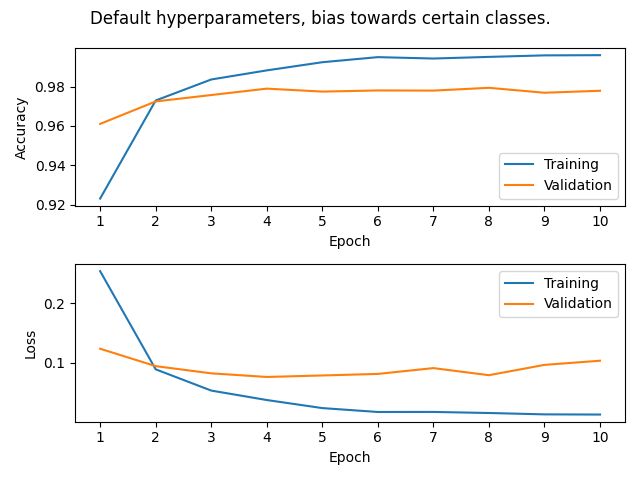 Default hyperparameters, bias towards certain classes.
Accuracy
0.98
0.96
0.94
0.92
Training
Validation
1 2 3 4 5 6 7 8 9 10
Epoch
Loss
0.2
0.1
Training
Validation
1 2 3 4 5 6 7 8 9 10
Epoch